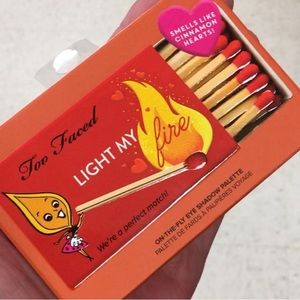 SMELLS LIKE
CINNAMON
HEARTS!
Too Faced
LIGHT MY
fire
We're a perfect match!
ON-THE-FLY EYE SHADOW PALETTE
PALETTE DE FARDS À PAUPIÈRES VOYAGE